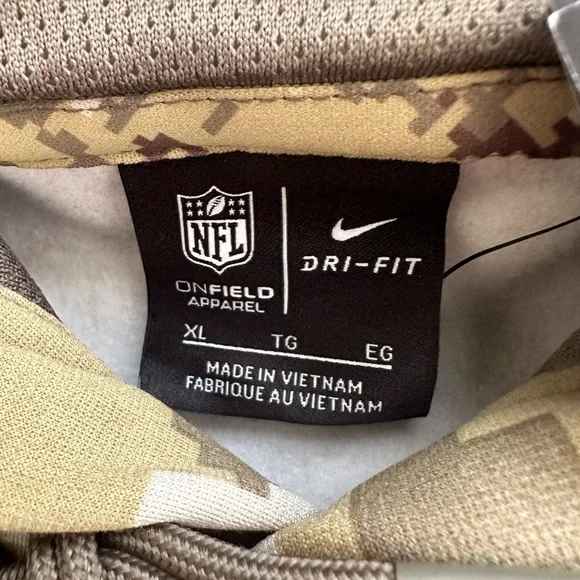 NFL
ONFIELD
APPAREL
DRI-FIT
XL TG EG
MADE IN VIETNAM
FABRIQUE AU VIETNAM